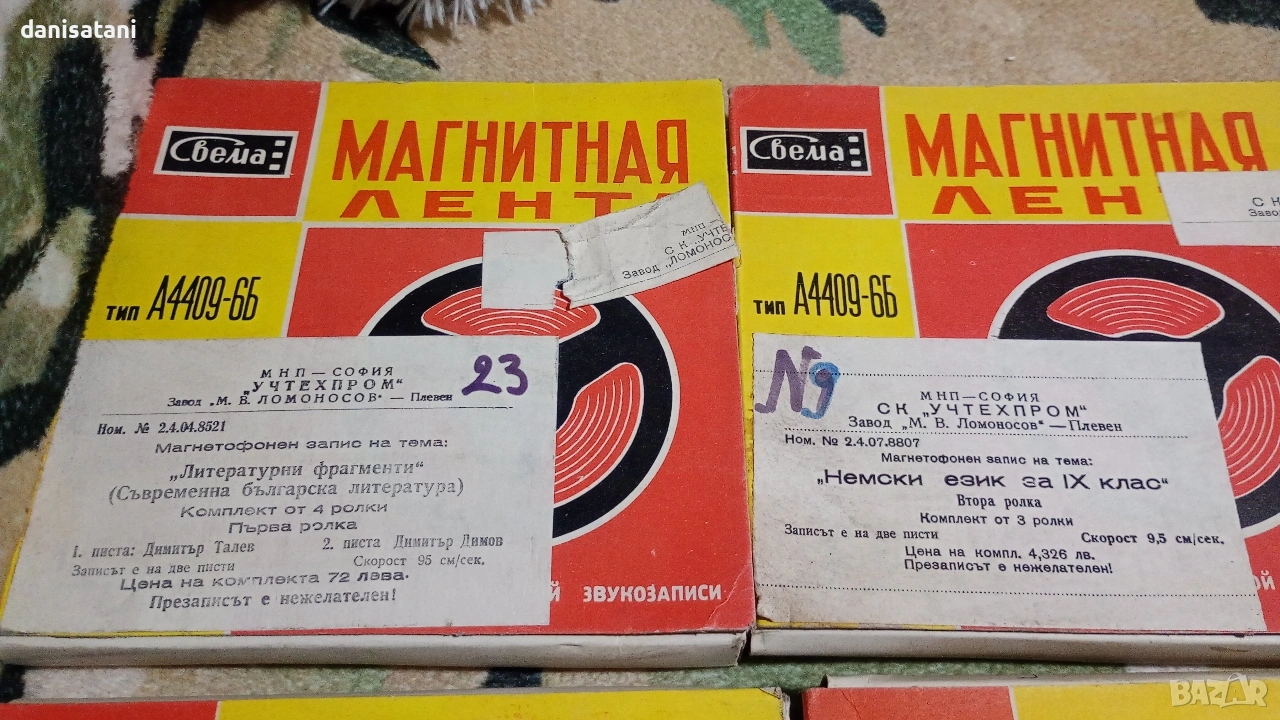 danisatani
Свема
МАГНИТНАЯ
ЛЕНТА
ТИП А4409-6Б
МНП
С К „УЧТЕ
Завод „ЛОМОНОС
МНП — СОФИЯ
„УЧТЕХПРОМ“
Завод „М. В. ЛОМОНОСОВ“ — Плевен
23
Ном. № 2.4.04.8521
Магнетофонен запис на тема:
„Литературни фрагменти“
(Съвременна българска литература)
Комплект от 4 ролки
Първа ролка
1. писта: Димитър Талев 2. писта Димитър Димов
Записът е на две писти Скорост 95 см/сек.
Цена на комплекта 72 лева.
Презаписът е нежелателен!
Й ЗВУКОЗАПИСИ
Свема
МАГНИТНАЯ
ЛЕНТ
С К
Заво
ТИП А4409-6Б
N9
МНП — СОФИЯ
СК „УЧТЕХПРОМ“
Завод „М. В. Ломоносов“ — Плевен
Ном. № 2.4.07.8807
Магнетофонен запис на тема:
„Немски език за IX клас“
Втора ролка
Комплект от 3 ролки
Записът е на две писти Скорост 9,5 см/сек.
Цена на компл. 4,326 лв.
Презаписът е нежелателен!
ОЙ
BAZAR